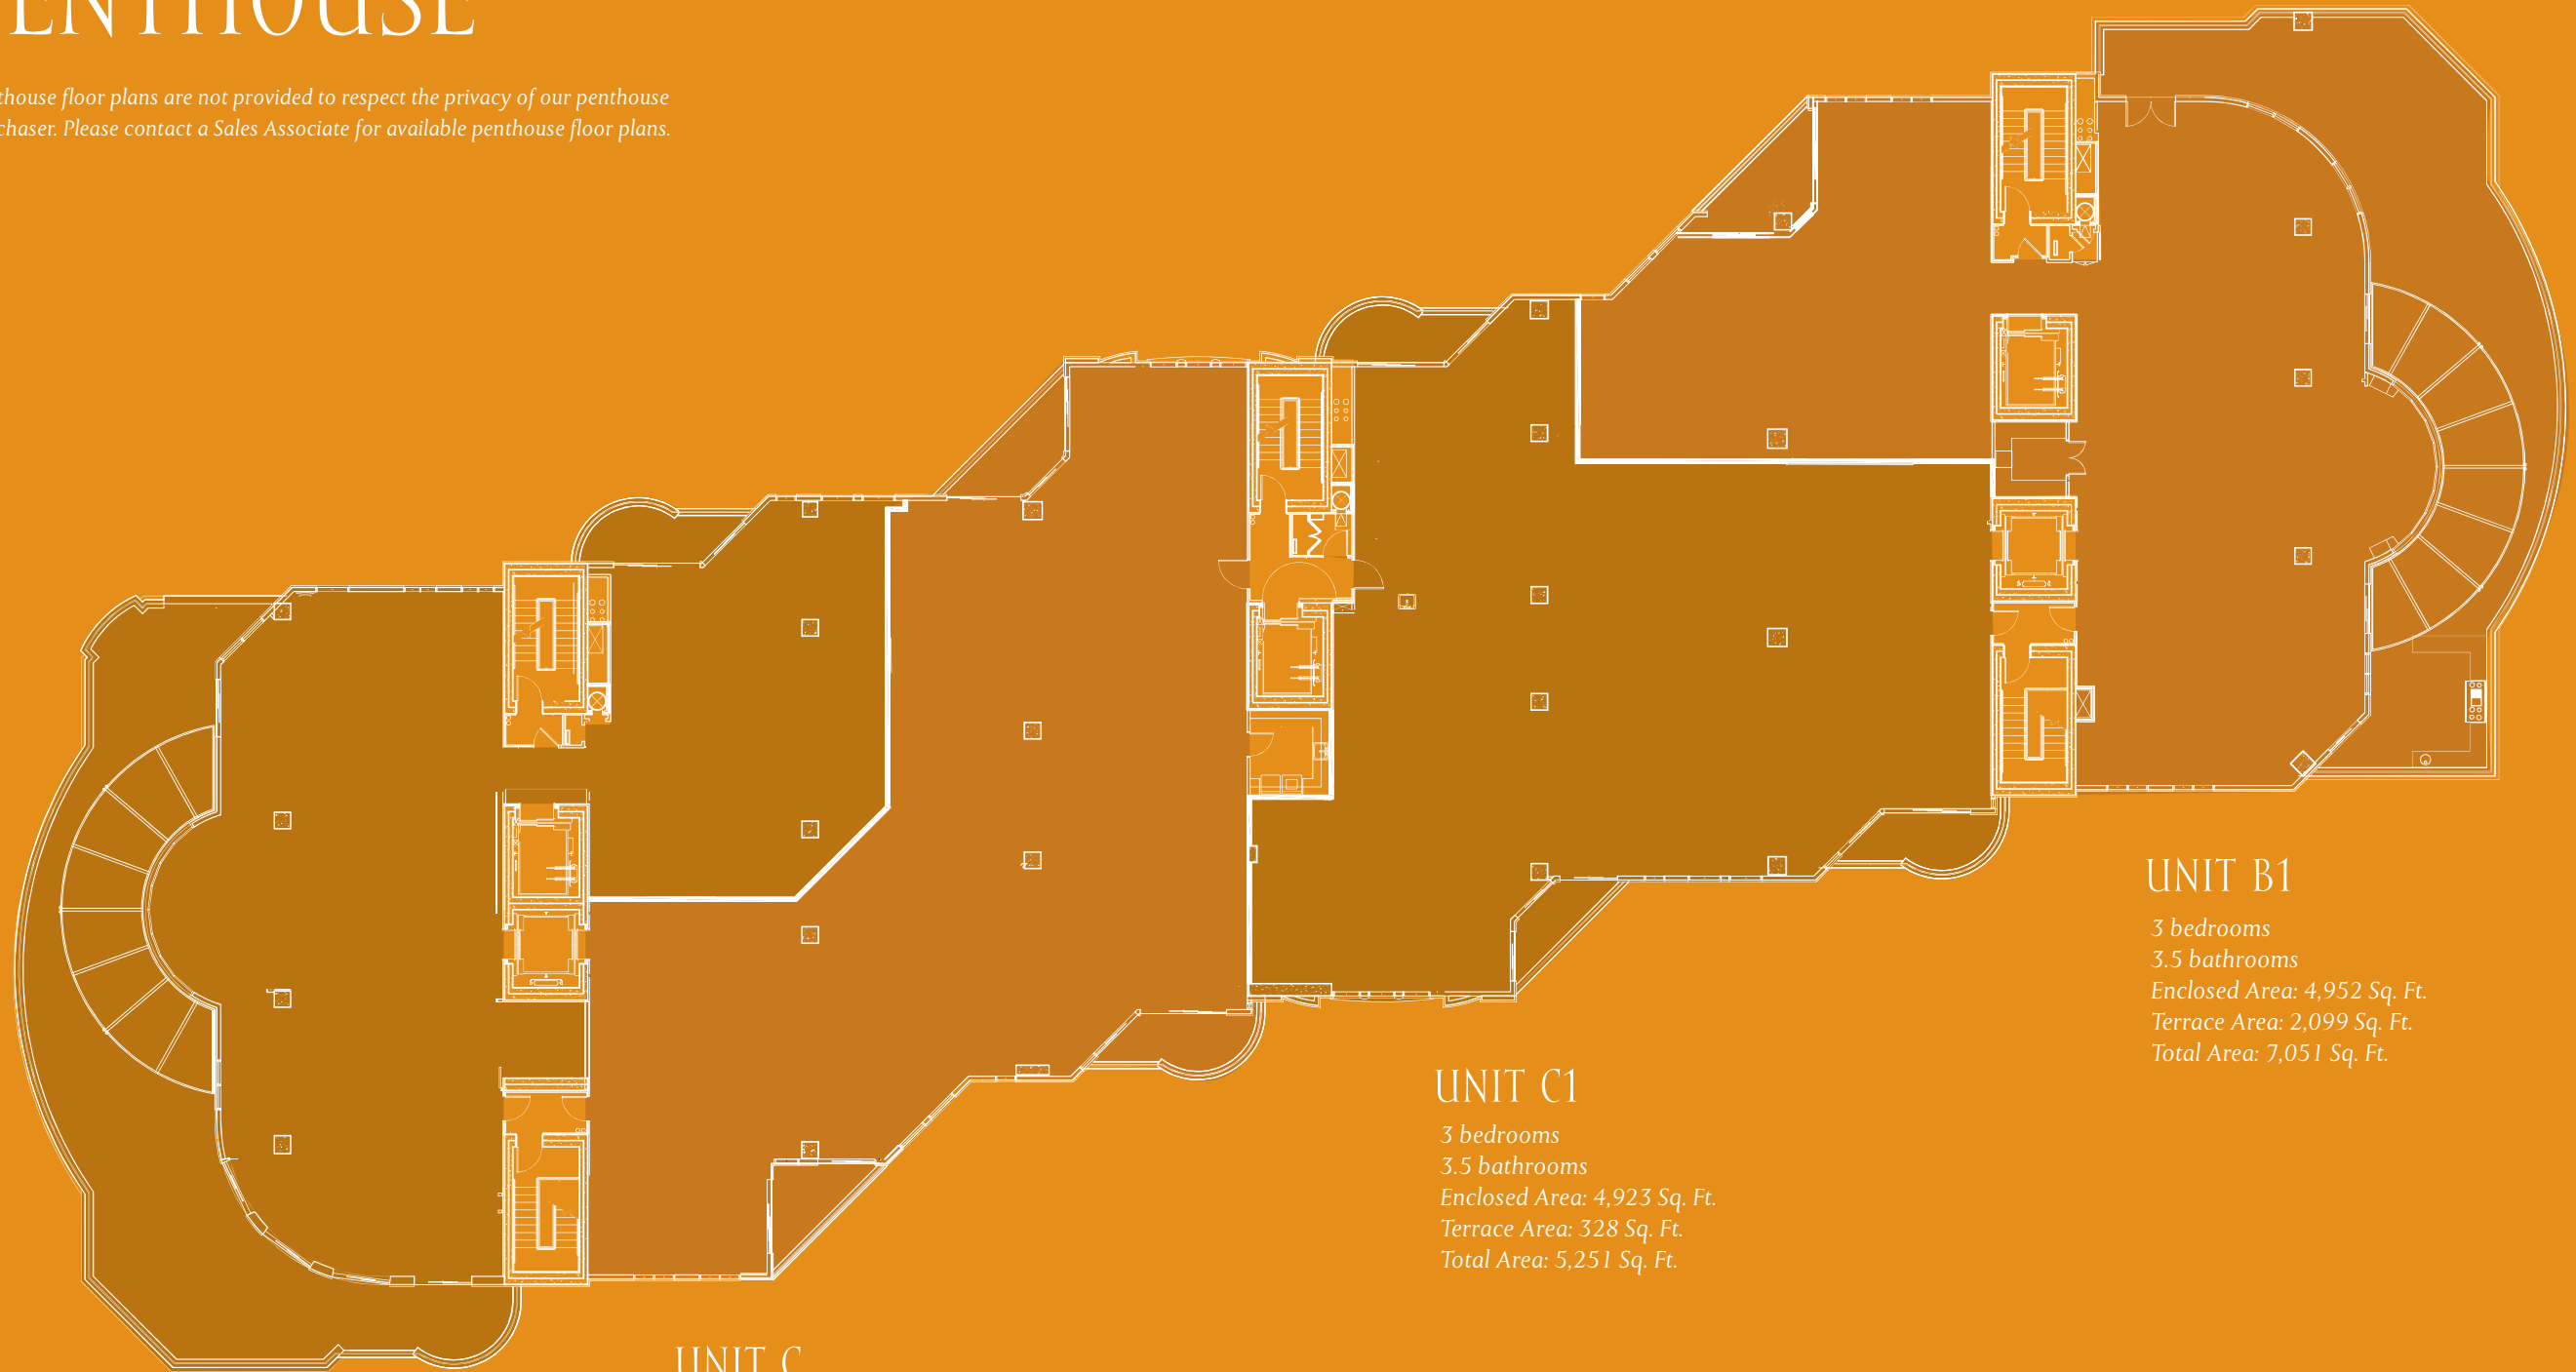 ENTHOUSE
thouse floor plans are not provided to respect the privacy of our penthouse
chaser. Please contact a Sales Associate for available penthouse floor plans.
UNIT B1
3 bedrooms
3.5 bathrooms
Enclosed Area: 4,952 Sq. Ft.
Terrace Area: 2,099 Sq. Ft.
Total Area: 7,051 Sq. Ft.
UNIT C1
3 bedrooms
3.5 bathrooms
Enclosed Area: 4,923 Sq. Ft.
Terrace Area: 328 Sq. Ft.
Total Area: 5,251 Sq. Ft.
UNIT C